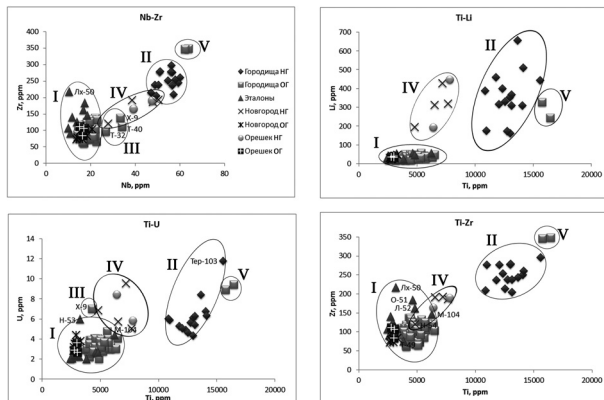 Nb-Zr
400
350
300
250
200
150
100
50
0
Zr, ppm
0 20 40 60 80
Nb, ppm
I
II
III
IV
V
Лх-50
Х-9
Т-40
Т-32
Городища НГ
Городища ОГ
Эталоны
Новгород НГ
Новгород ОГ
Орешек НГ
Орешек ОГ
Ti-Li
700
600
500
400
300
200
100
0
Li, ppm
0 5000 10000 15000 20000
Ti, ppm
I
II
IV
V
Ti-U
14
12
10
8
6
4
2
0
U, ppm
0 5000 10000 15000 20000
Ti, ppm
I
II
III
IV
V
Тер-103
Х-9
Н-53
М-104
Ti-Zr
350
300
250
200
150
100
50
0
Zr, ppm
0 5000 10000 15000 20000
Ti, ppm
I
II
IV
V
Лх-50
О-51
Л-52
М-104